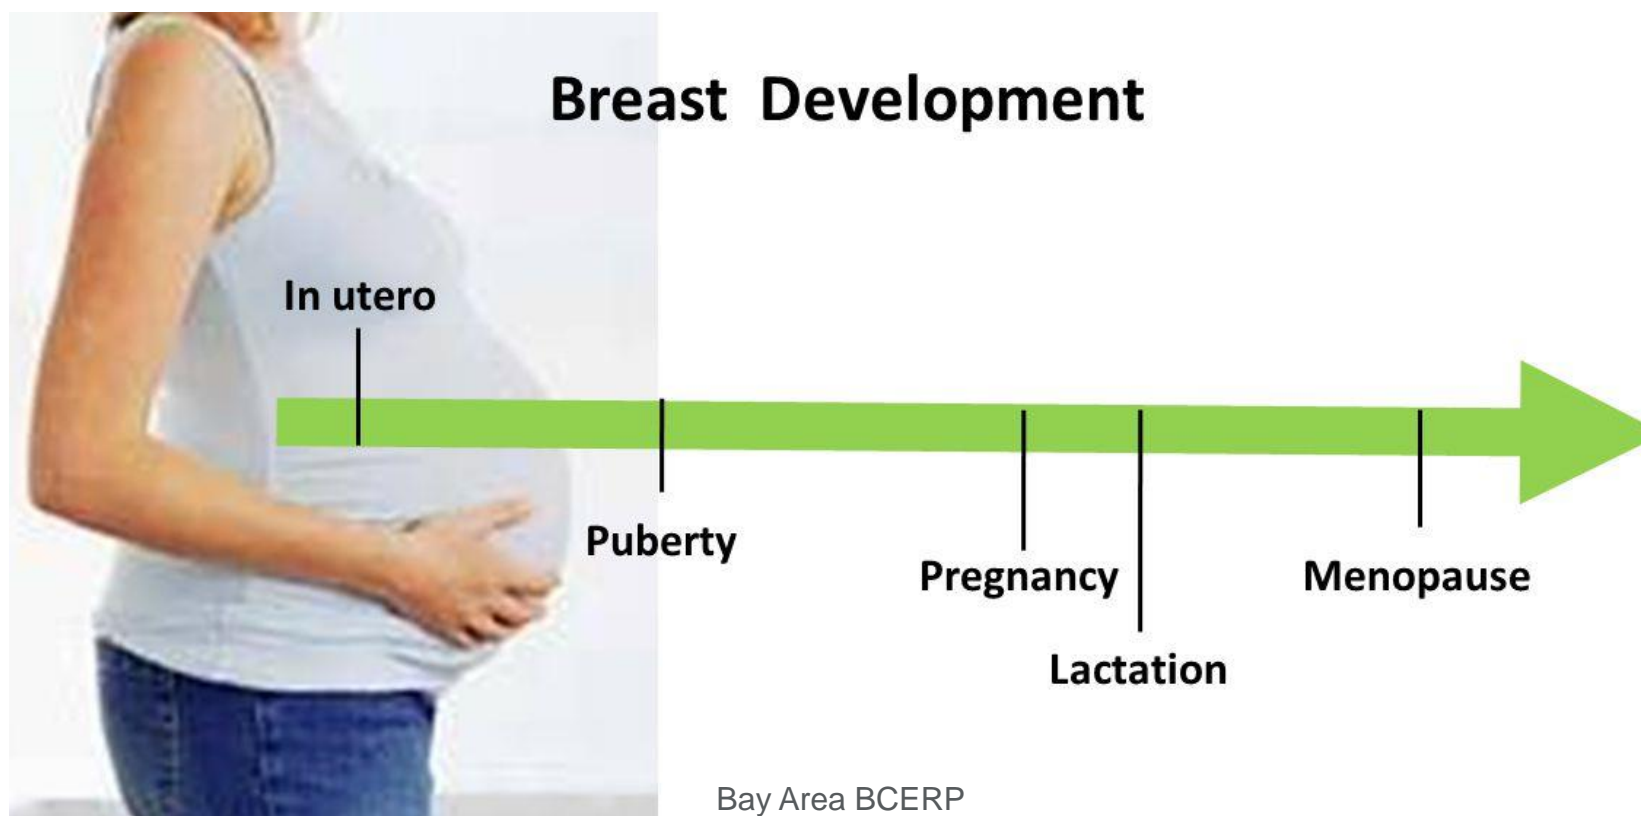 Breast Development
In utero
Puberty
Pregnancy
Menopause
Lactation
Bay Area BCERP